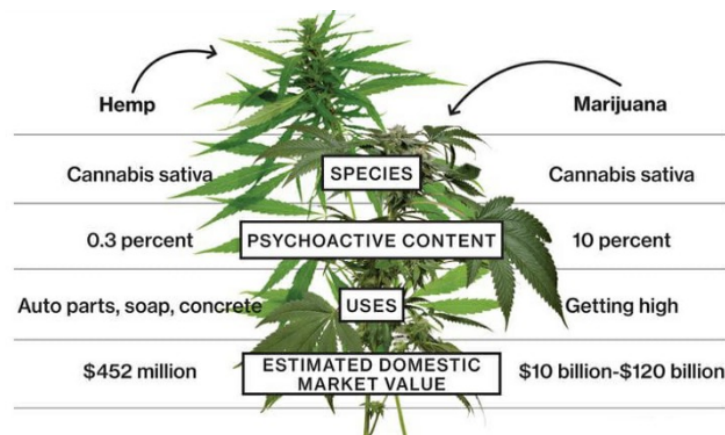 Hemp
Marijuana
Cannabis sativa
SPECIES
Cannabis sativa
0.3 percent
PSYCHOACTIVE CONTENT
10 percent
Auto parts, soap, concrete
USES
Getting high
$452 million
ESTIMATED DOMESTIC
MARKET VALUE
$10 billion-$120 billion